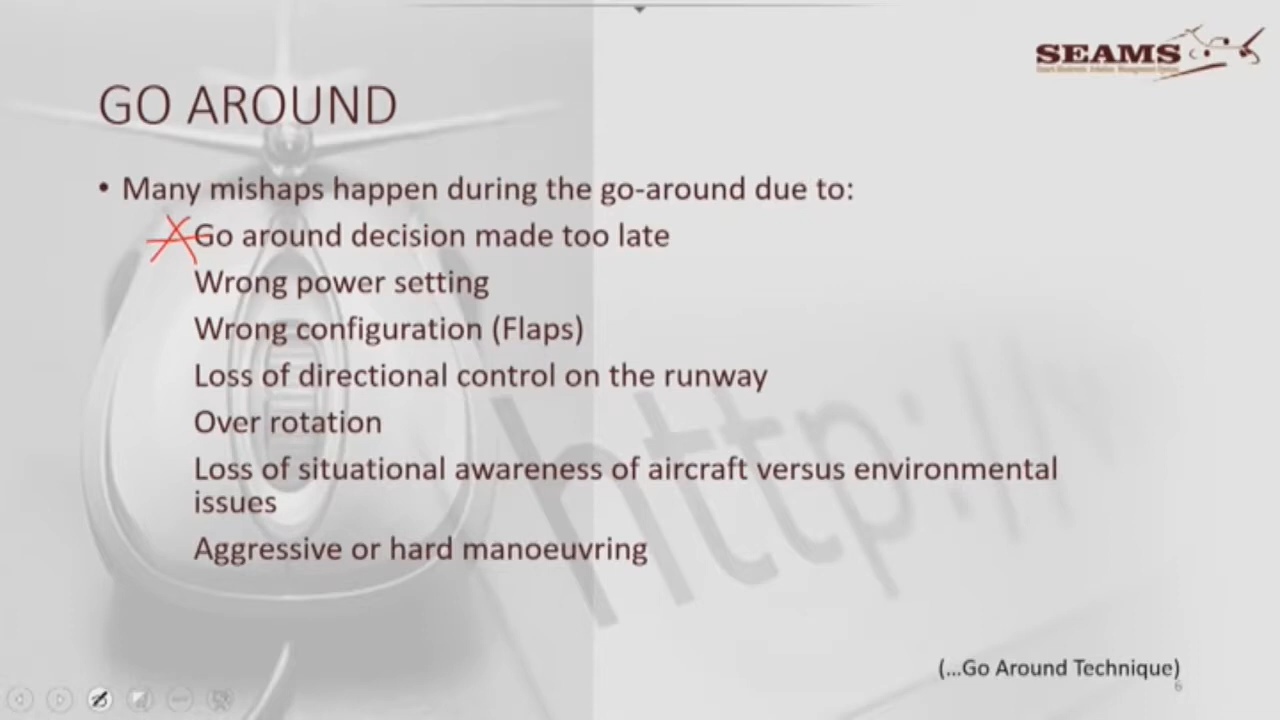 SEAMS
GO AROUND
• Many mishaps happen during the go-around due to:
Go around decision made too late
Wrong power setting
Wrong configuration (Flaps)
Loss of directional control on the runway
Over rotation
Loss of situational awareness of aircraft versus environmental
issues
Aggressive or hard manoeuvring
http://
(...Go Around Technique)
6